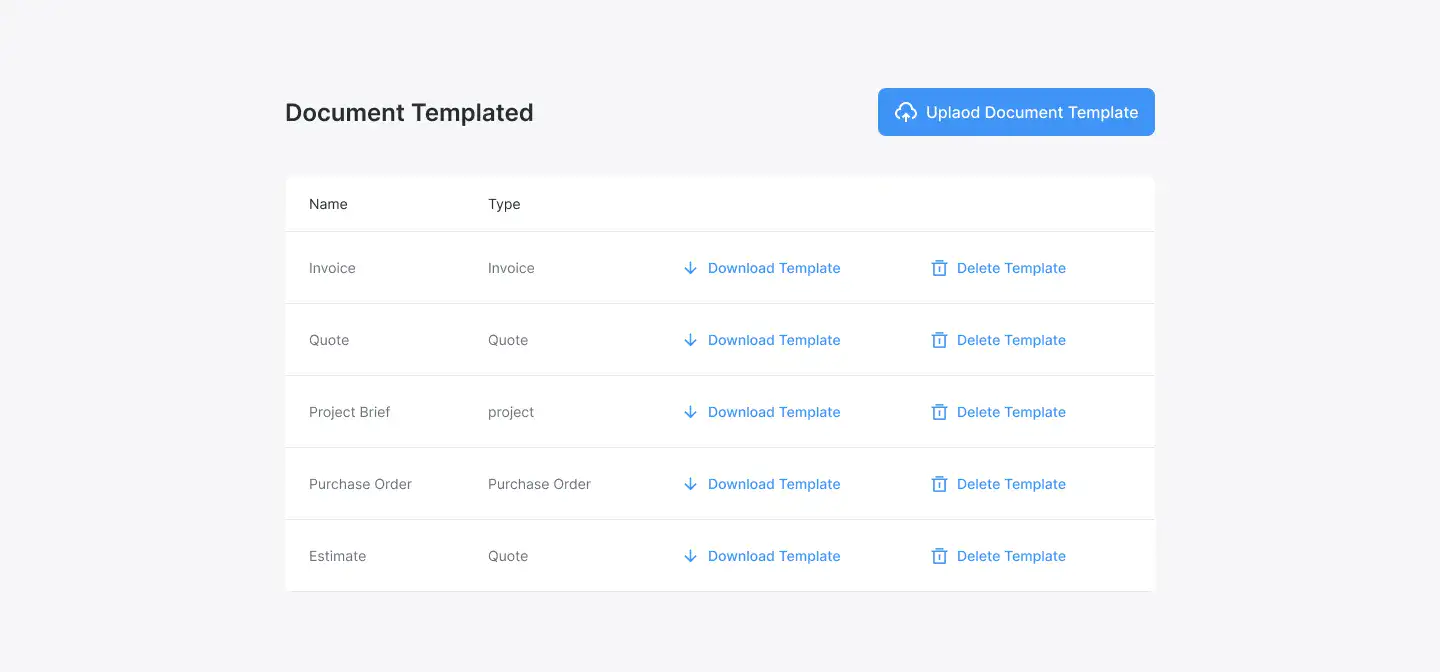 Document Templated
Uplaod Document Template
Name Type
Invoice Invoice Download Template Delete Template
Quote Quote Download Template Delete Template
Project Brief project Download Template Delete Template
Purchase Order Purchase Order Download Template Delete Template
Estimate Quote Download Template Delete Template